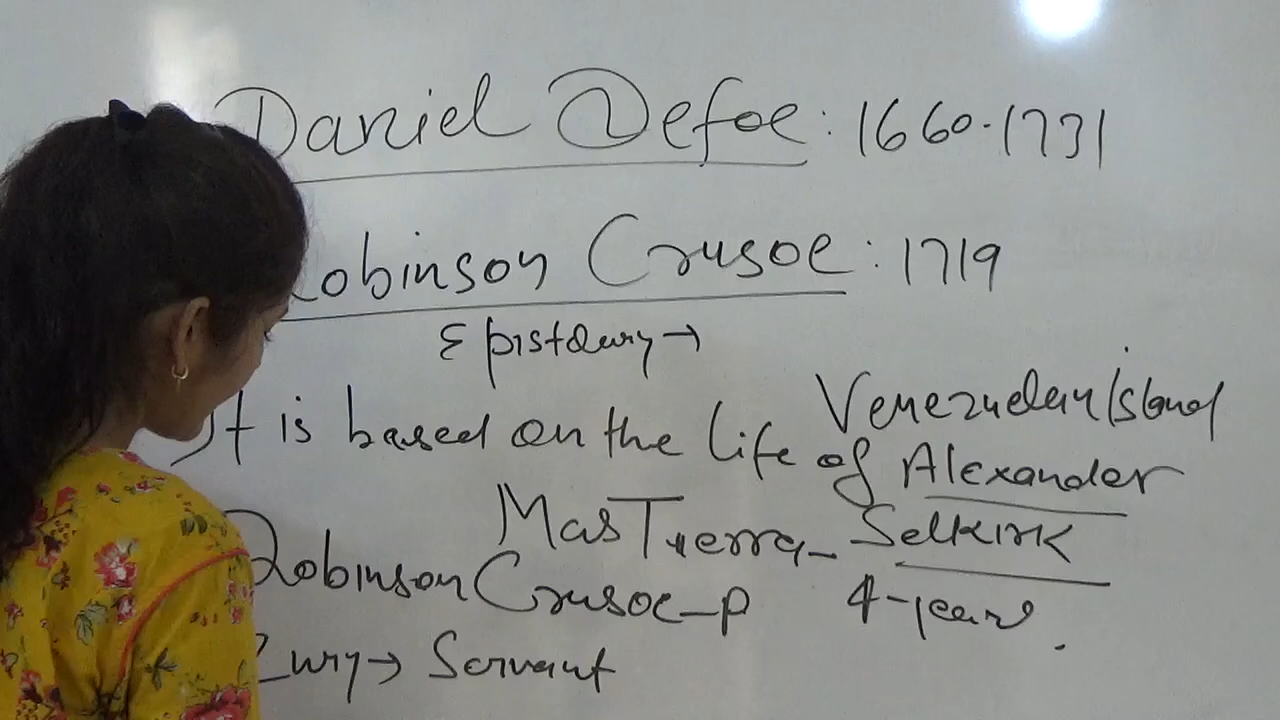 Daniel Defoe: 1660-1731
Robinson Crusoe: 1719
Epistolary →
Venezuelan Island
It is based on the life of Alexander
Mas Tierra - Selkirk
Robinson Crusoe - P 4-years.
Xury → Servant